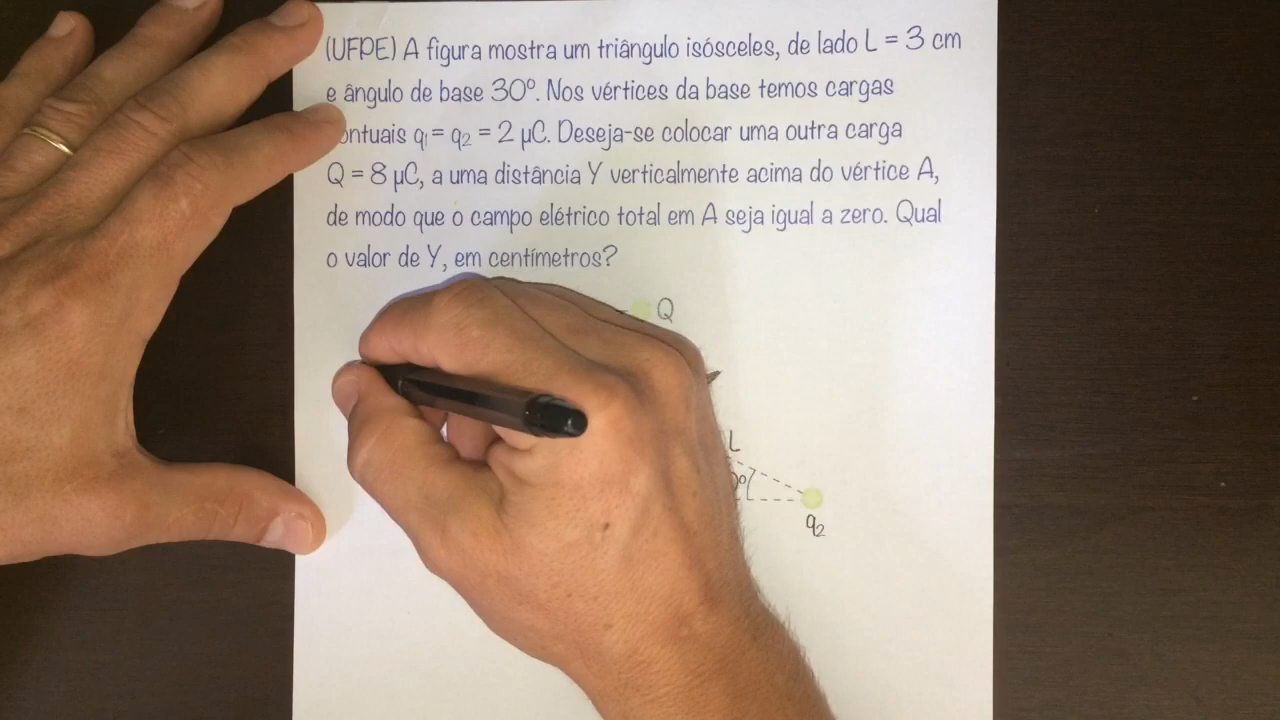 (UFPE) A figura mostra um triângulo isósceles, de lado L = 3 cm
e ângulo de base 30º. Nos vértices da base temos cargas
q₁ = q₂ = 2 μC. Deseja-se colocar uma outra carga
Q = 8 μC, a uma distância Y verticalmente acima do vértice A,
de modo que o campo elétrico total em A seja igual a zero. Qual
o valor de Y, em centímetros?
Q
L
q₂